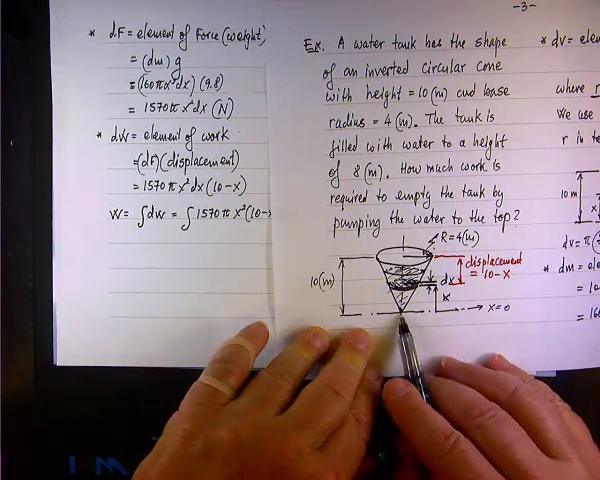 * dF = element of Force (weight)
= (dm) g
= (160 π x² dx) (9.8)
= 1570 π x² dx (N)
* dW = element of work
= (dF) (displacement)
= 1570 π x² dx (10 - x)
W = ∫ dW = ∫ 1570 π x² (10 - x
-3-
Ex. A water tank has the shape
of an inverted circular cone
with height = 10 (m) and base
radius = 4 (m). The tank is
filled with water to a height
of 8 (m). How much work is
required to empty the tank by
pumping the water to the top?
R = 4 (m)
displacement
= 10 - x
10 (m)
dx
x
x = 0
* dv = elem
where r
We use
r in te
10 m
x
dv = π (
* dm = ele
= 10
= 160